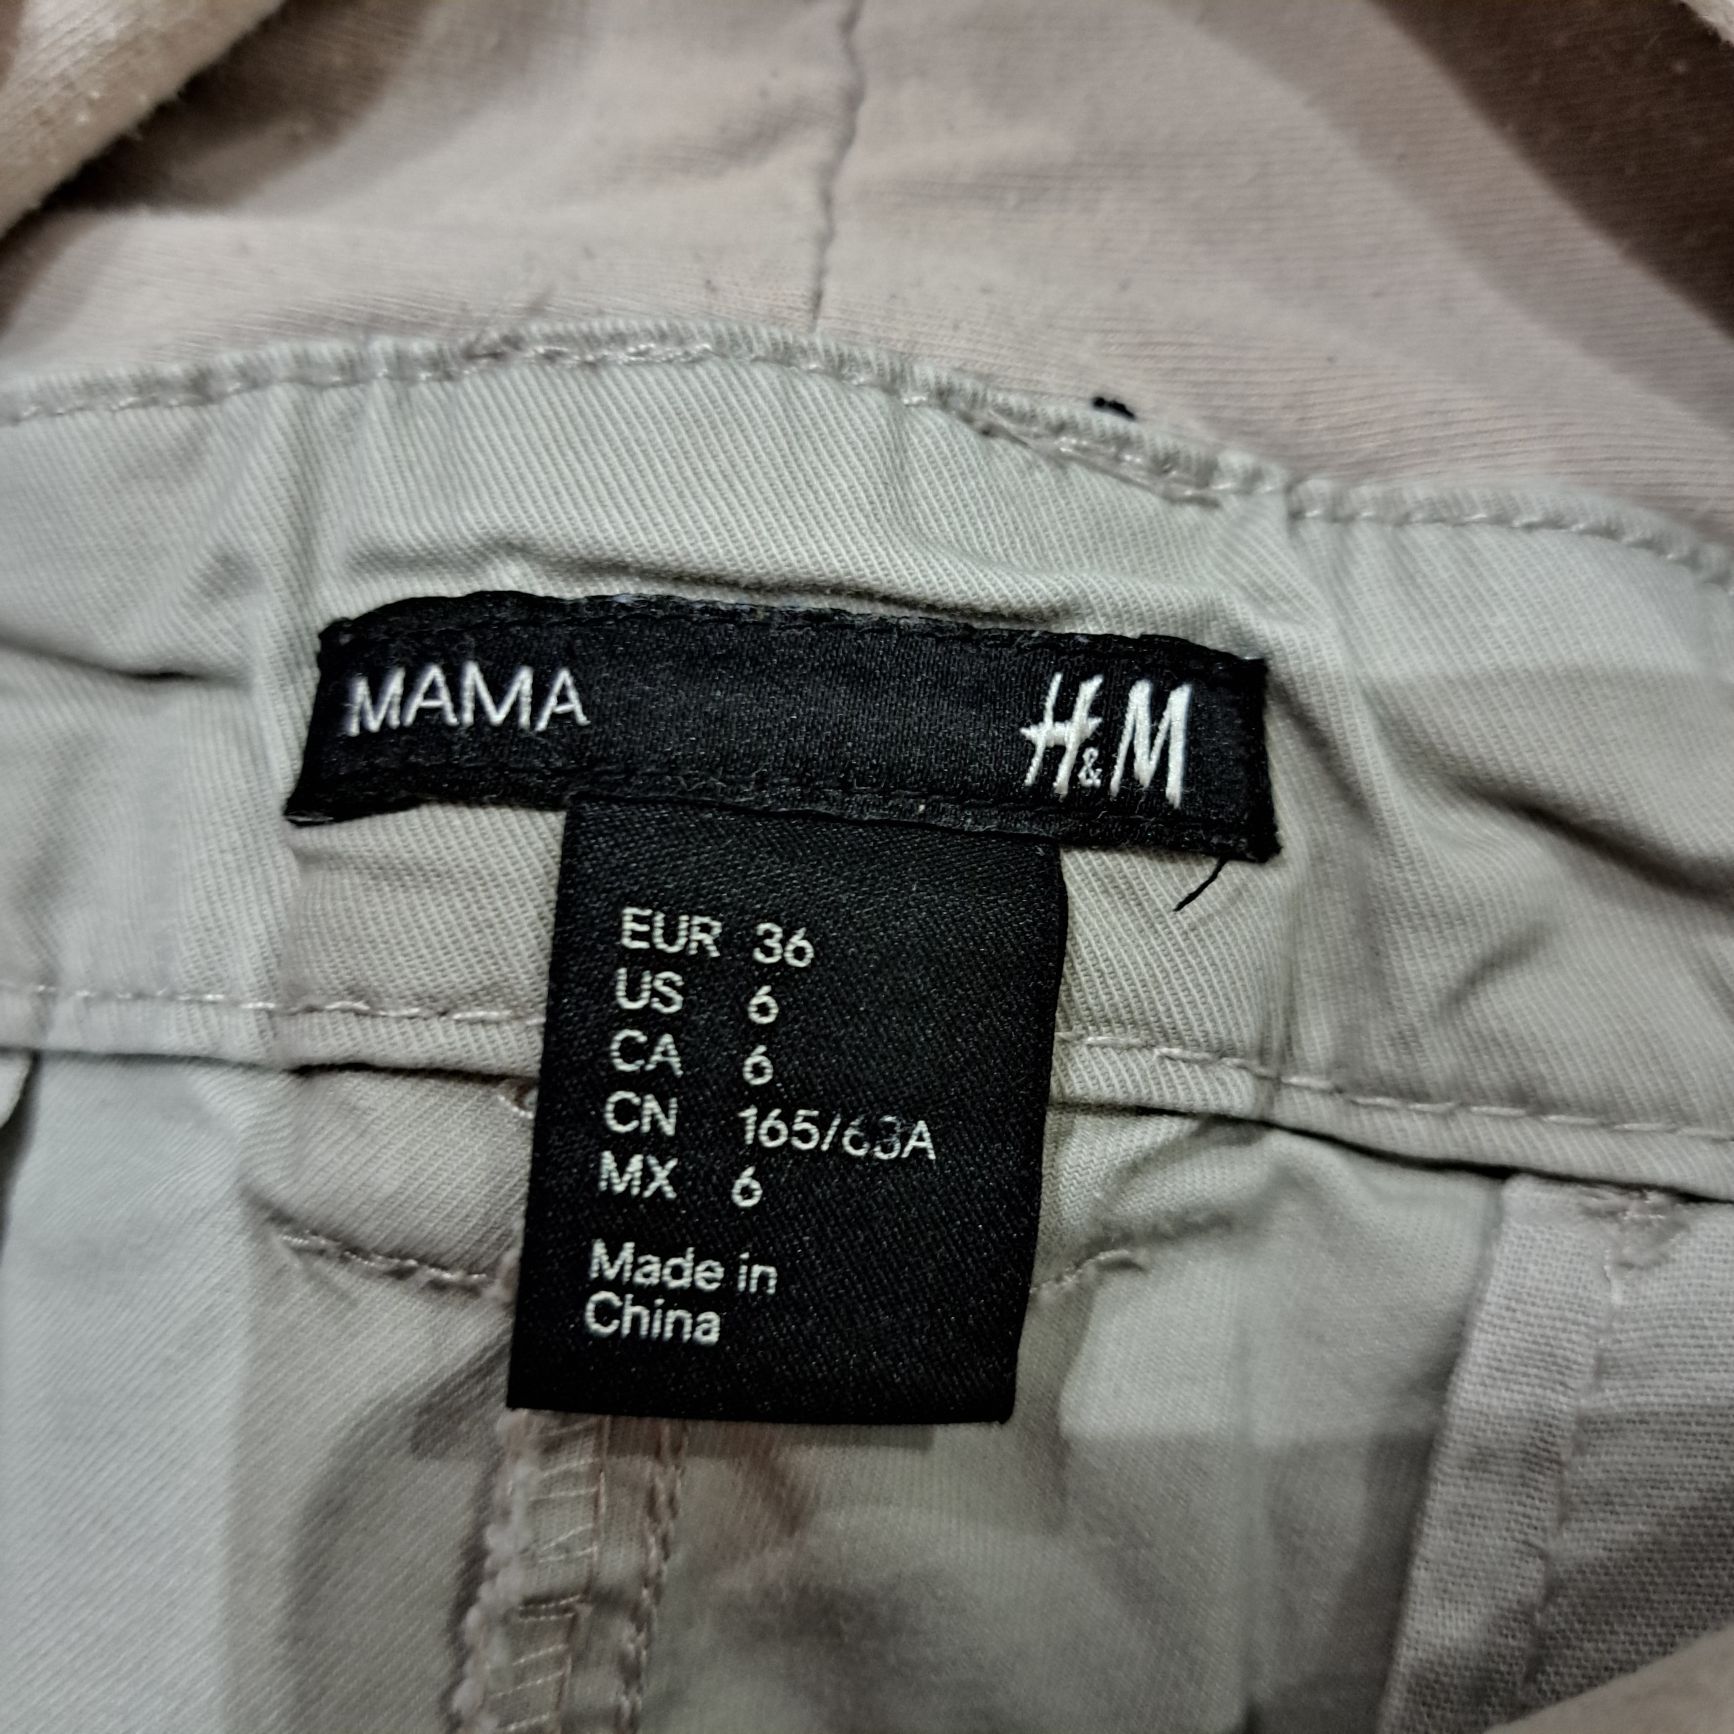 MAMA H&M
EUR 36
US 6
CA 6
CN 165/63A
MX 6
Made in
China